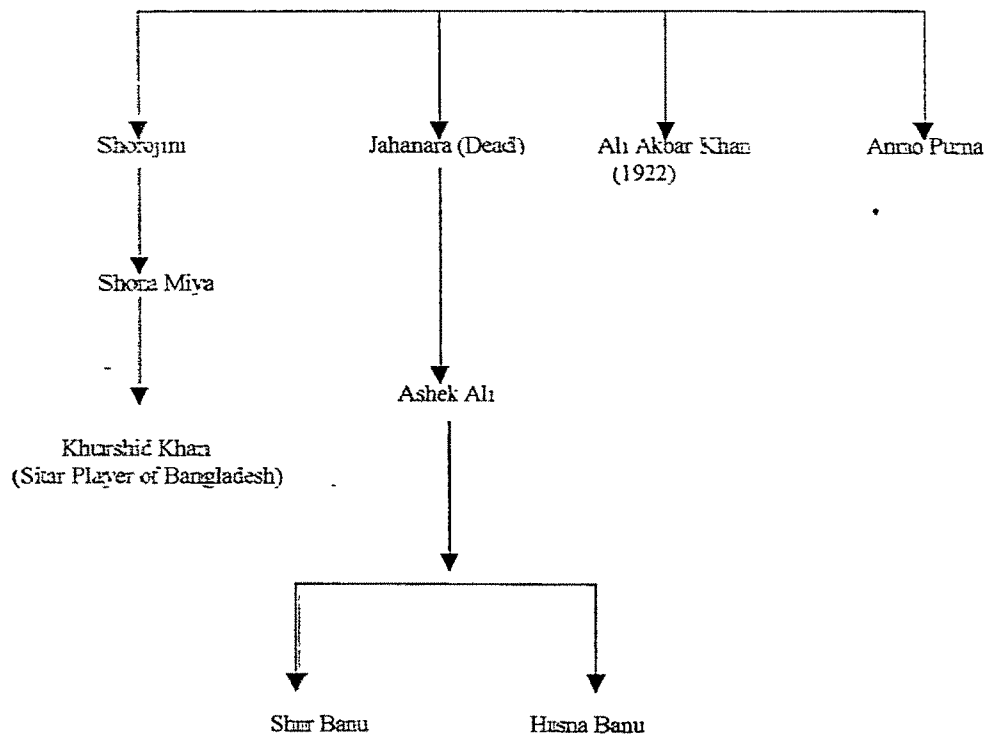 Shorojini
Jahanara (Dead)
Ali Akbar Khan
(1922)
Anno Purna
Shona Miya
Ashek Ali
Khurshid Khan
(Sitar Player of Bangladesh)
Banu
Husna Banu